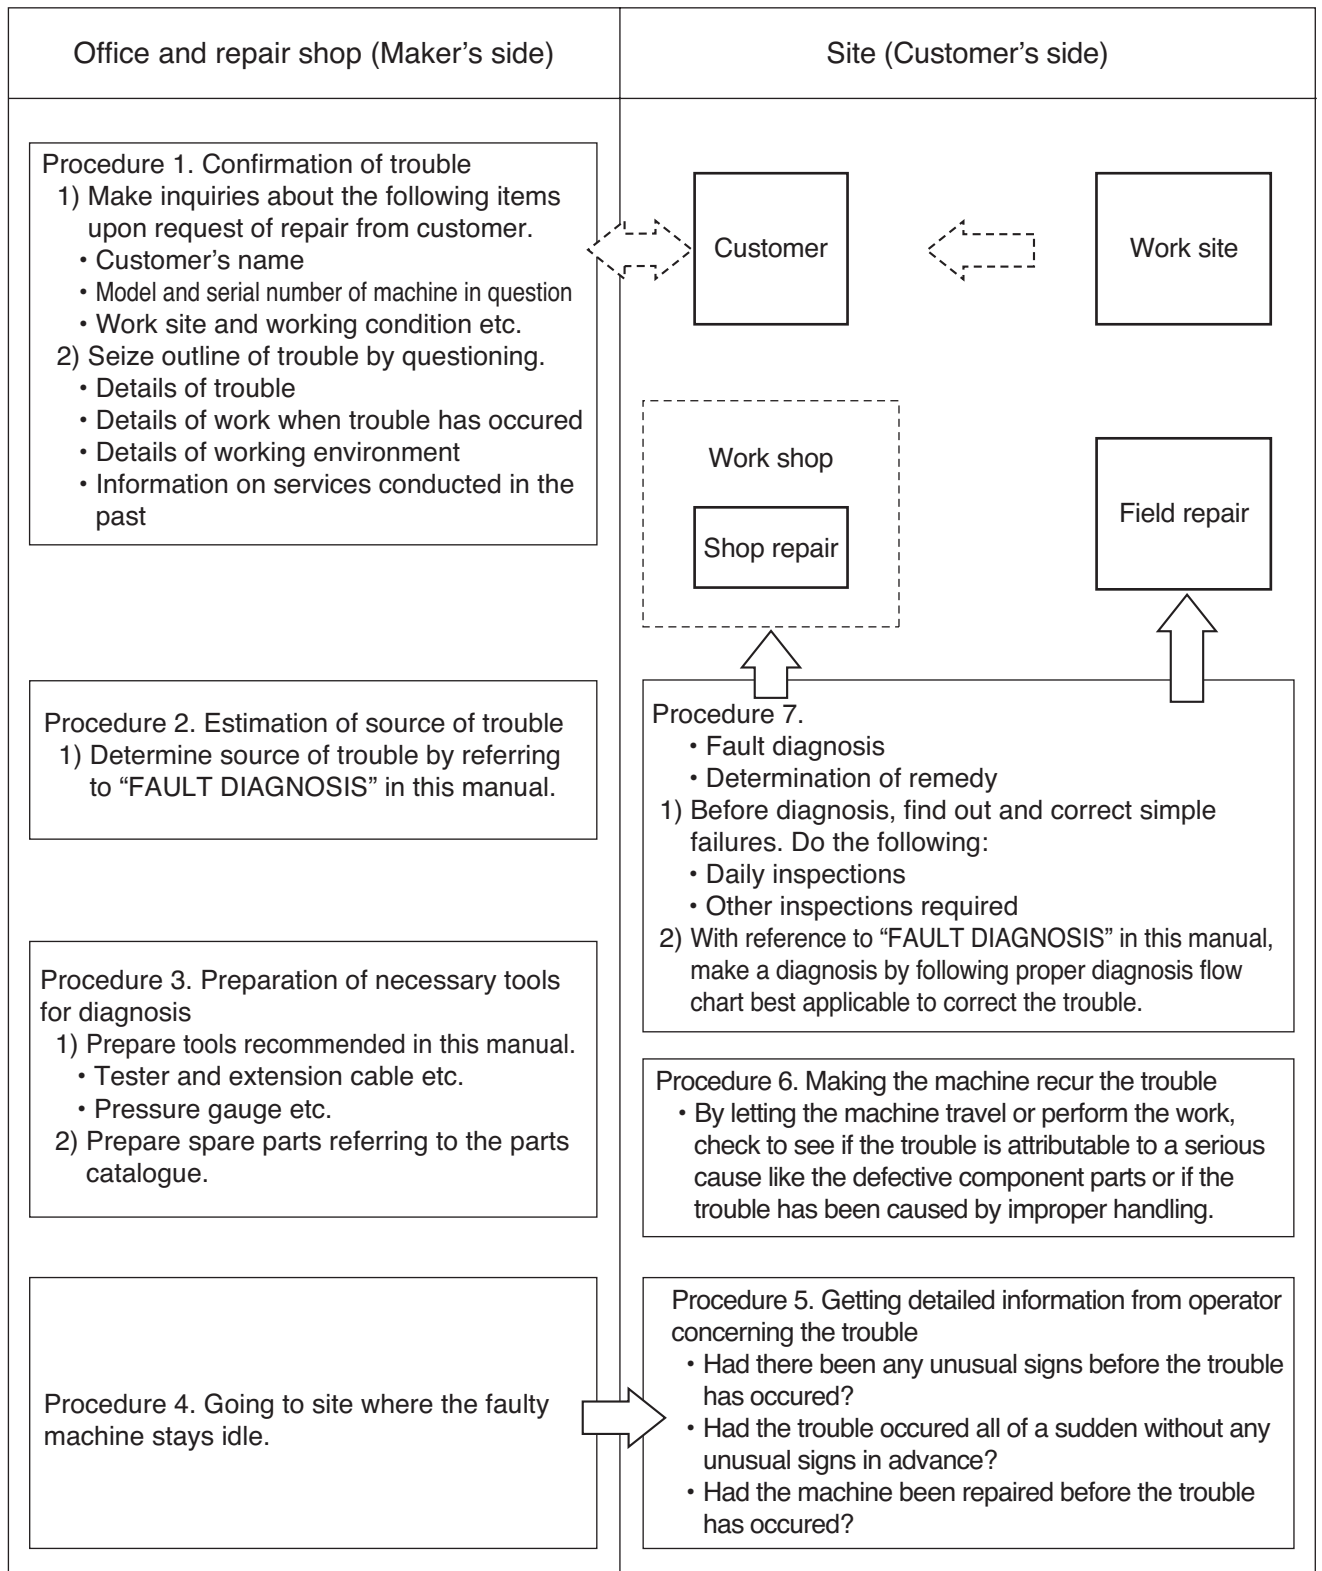 Office and repair shop (Maker's side)
Site (Customer's side)
Procedure 1. Confirmation of trouble
1) Make inquiries about the following items
upon request of repair from customer.
・Customer's name
・Model and serial number of machine in question
・Work site and working condition etc.
2) Seize outline of trouble by questioning.
・Details of trouble
・Details of work when trouble has occured
・Details of working environment
・Information on services conducted in the
past
Customer
Work site
Work shop
Shop repair
Field repair
Procedure 2. Estimation of source of trouble
1) Determine source of trouble by referring
to “FAULT DIAGNOSIS” in this manual.
Procedure 3. Preparation of necessary tools
for diagnosis
1) Prepare tools recommended in this manual.
・Tester and extension cable etc.
・Pressure gauge etc.
2) Prepare spare parts referring to the parts
catalogue.
Procedure 4. Going to site where the faulty
machine stays idle.
Procedure 7.
・Fault diagnosis
・Determination of remedy
1) Before diagnosis, find out and correct simple
failures. Do the following:
・Daily inspections
・Other inspections required
2) With reference to “FAULT DIAGNOSIS” in this manual,
make a diagnosis by following proper diagnosis flow
chart best applicable to correct the trouble.
Procedure 6. Making the machine recur the trouble
・By letting the machine travel or perform the work,
check to see if the trouble is attributable to a serious
cause like the defective component parts or if the
trouble has been caused by improper handling.
Procedure 5. Getting detailed information from operator
concerning the trouble
・Had there been any unusual signs before the trouble
has occured?
・Had the trouble occured all of a sudden without any
unusual signs in advance?
・Had the machine been repaired before the trouble
has occured?